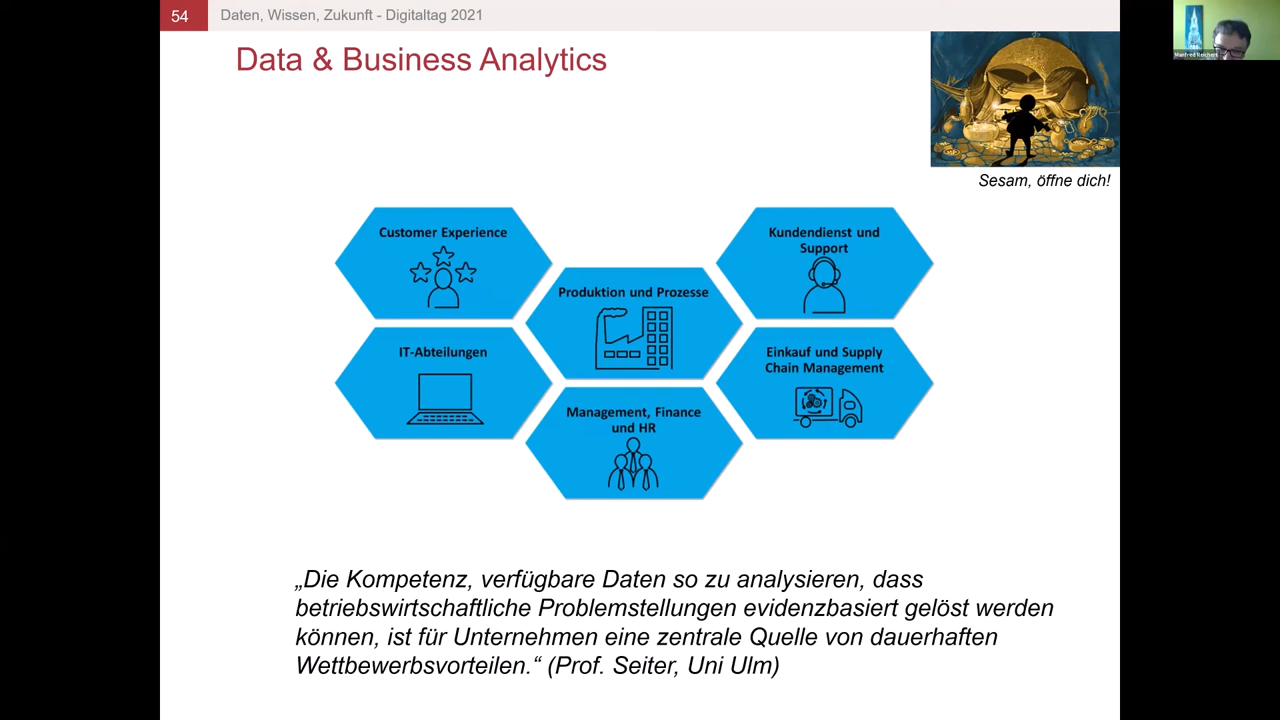 54
Daten, Wissen, Zukunft - Digitaltag 2021
Data & Business Analytics
Manfred Reichert
Sesam, öffne dich!
Customer Experience
Kundendienst und
Support
Produktion und Prozesse
IT-Abteilungen
Einkauf und Supply
Chain Management
Management, Finance
und HR
„Die Kompetenz, verfügbare Daten so zu analysieren, dass
betriebswirtschaftliche Problemstellungen evidenzbasiert gelöst werden
können, ist für Unternehmen eine zentrale Quelle von dauerhaften
Wettbewerbsvorteilen.“ (Prof. Seiter, Uni Ulm)